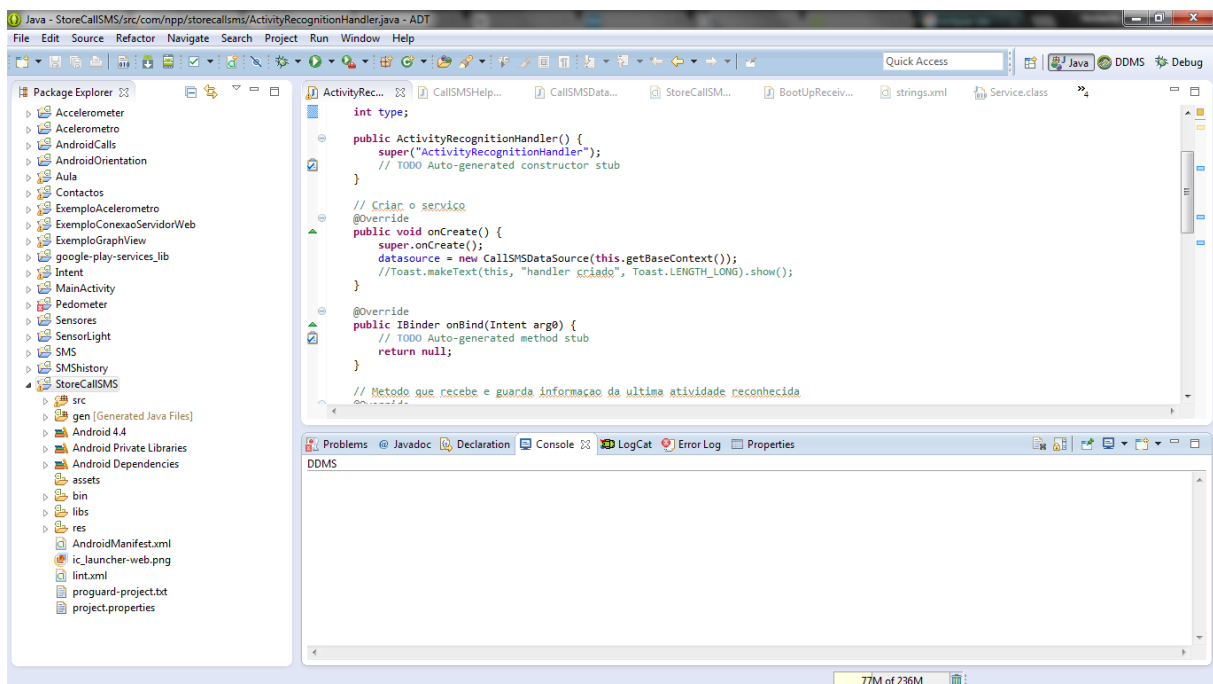 Java - StoreCallSMS/src/com/npp/storecallsms/ActivityRecognitionHandler.java - ADT
File Edit Source Refactor Navigate Search Project Run Window Help
Quick Access
Java
DDMS
Debug
Package Explorer
Accelerometer
Acelerometro
AndroidCalls
AndroidOrientation
Aula
Contactos
ExemploAcelerometro
ExemploConexaoServidorWeb
ExemploGraphView
google-play-services_lib
Intent
MainActivity
Pedometer
Sensores
SensorLight
SMS
SMShistory
StoreCallSMS
src
gen [Generated Java Files]
Android 4.4
Android Private Libraries
Android Dependencies
assets
bin
libs
res
AndroidManifest.xml
ic_launcher-web.png
lint.xml
proguard-project.txt
project.properties
ActivityRec... CallSMSHelp... CallSMSData... StoreCallSM... BootUpReceiv... strings.xml Service.class »4
int type;
public ActivityRecognitionHandler() {
super("ActivityRecognitionHandler");
// TODO Auto-generated constructor stub
}
// Criar o serviço
@Override
public void onCreate() {
super.onCreate();
datasource = new CallSMSDataSource(this.getBaseContext());
//Toast.makeText(this, "handler criado", Toast.LENGTH_LONG).show();
}
@Override
public IBinder onBind(Intent arg0) {
// TODO Auto-generated method stub
return null;
}
// Metodo que recebe e guarda informaçao da ultima atividade reconhecida
@Override
Problems @ Javadoc Declaration Console LogCat Error Log Properties
DDMS
77M of 236M